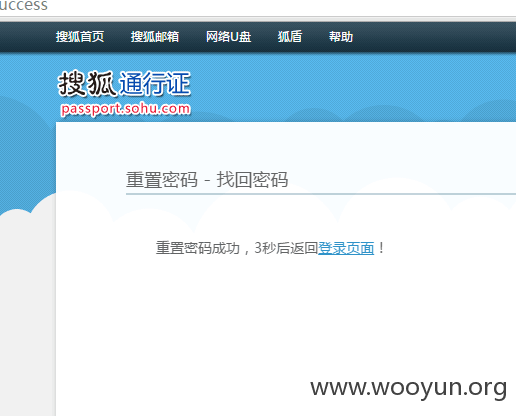 uccess
搜狐首页 搜狐邮箱 网络U盘 狐盾 帮助
搜狐 通行证
passport.sohu.com
重置密码 - 找回密码
重置密码成功，3秒后返回登录页面！
www.wooyun.org